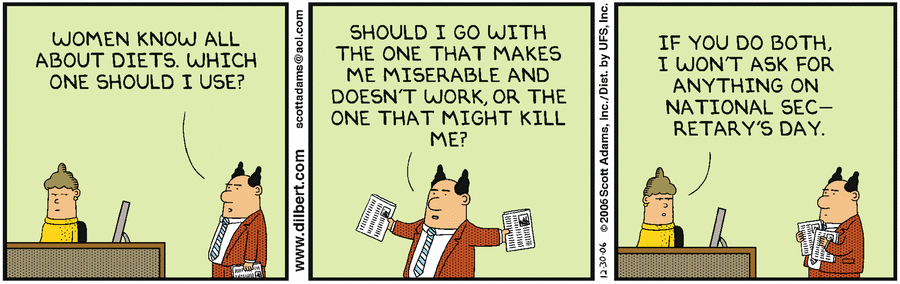 WOMEN KNOW ALL
ABOUT DIETS. WHICH
ONE SHOULD I USE?
www.dilbert.com
scottadams@aol.com
SHOULD I GO WITH
THE ONE THAT MAKES
ME MISERABLE AND
DOESN'T WORK, OR THE
ONE THAT MIGHT KILL
ME?
12-30-06
©2006 Scott Adams, Inc./Dist. by UFS, Inc.
IF YOU DO BOTH,
I WON'T ASK FOR
ANYTHING ON
NATIONAL SEC-
RETARY'S DAY.